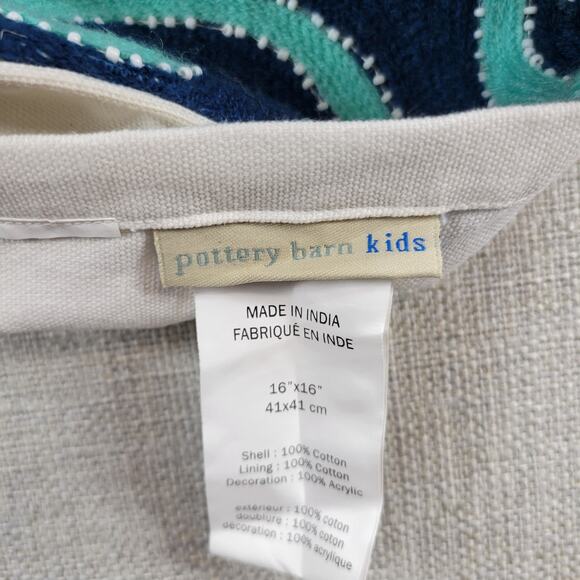 pottery barn kids
MADE IN INDIA
FABRIQUÉ EN INDE
16"x16"
41x41 cm
Shell : 100% Cotton
Lining : 100% Cotton
Decoration : 100% Acrylic
extérieur : 100% coton
doublure : 100% coton
décoration : 100% acrylique